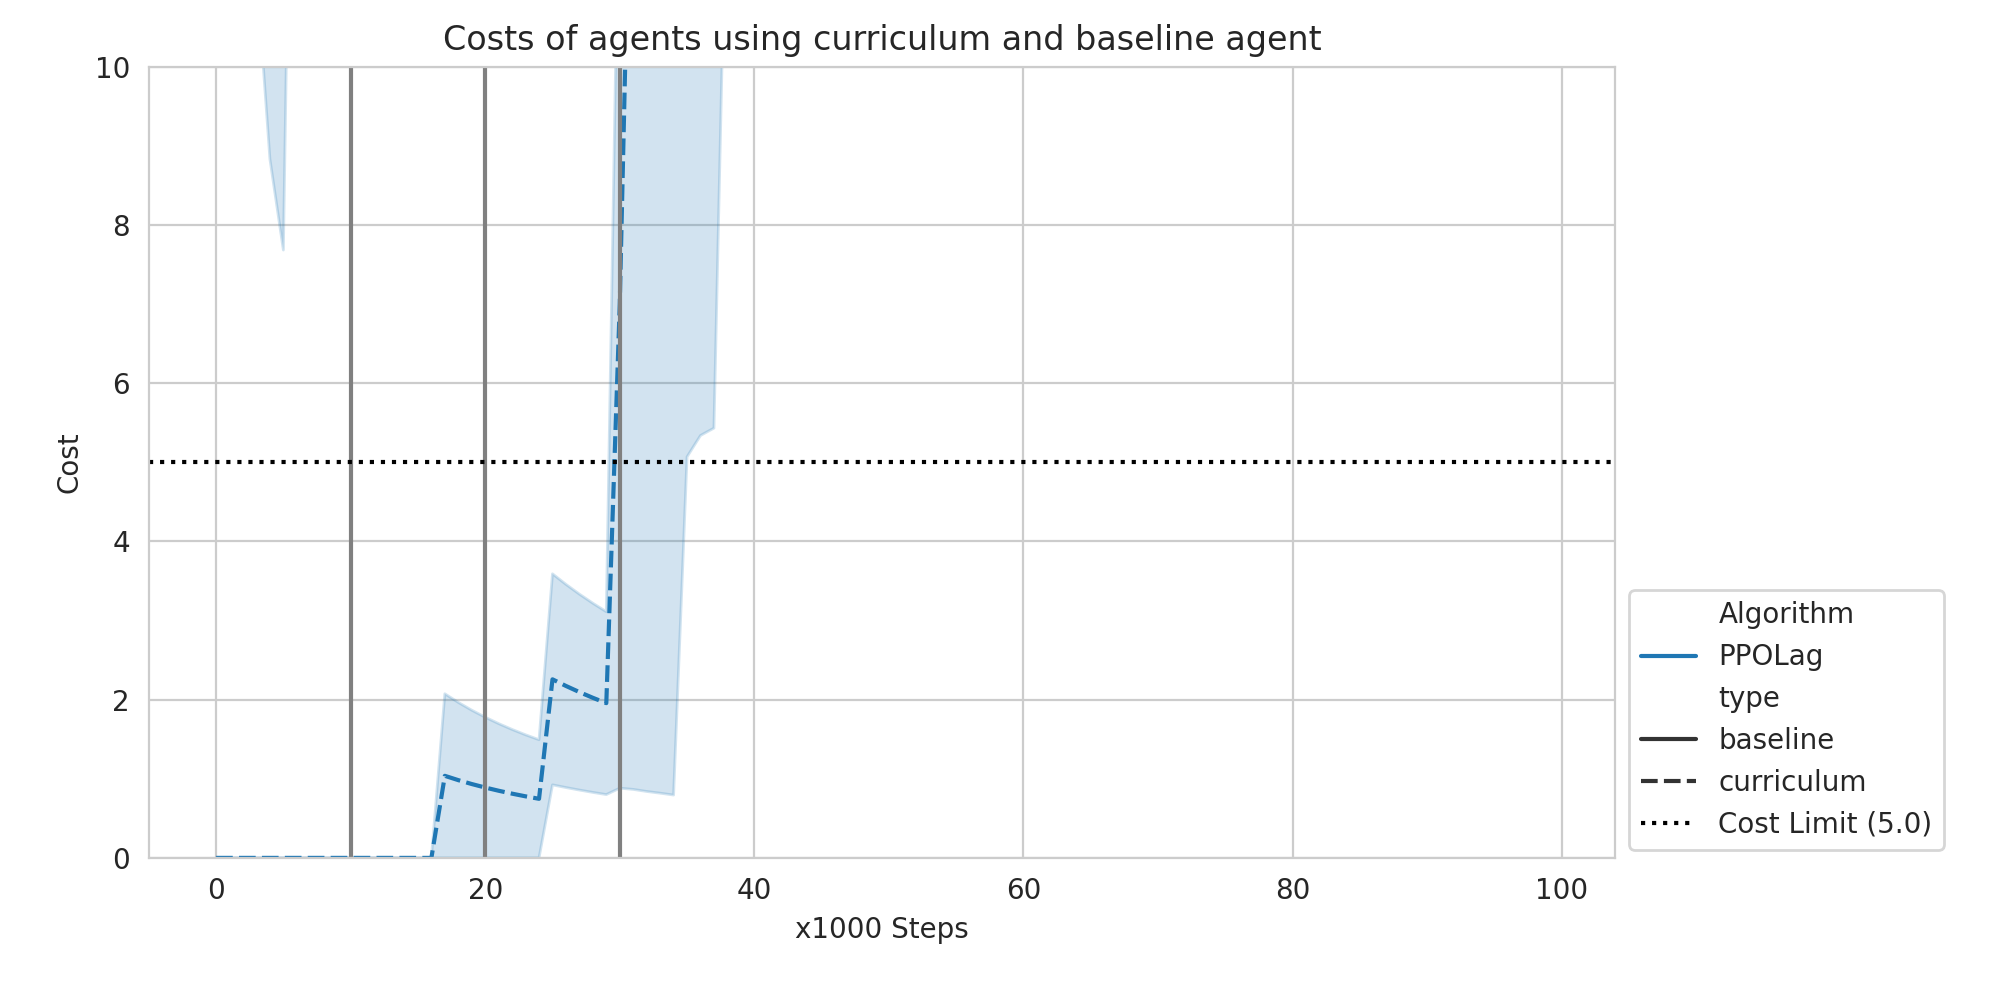 Costs of agents using curriculum and baseline agent
10
8
6
4
2
0
Cost
0 20 40 60 80 100
x1000 Steps
Algorithm
PPOLag
type
baseline
curriculum
Cost Limit (5.0)